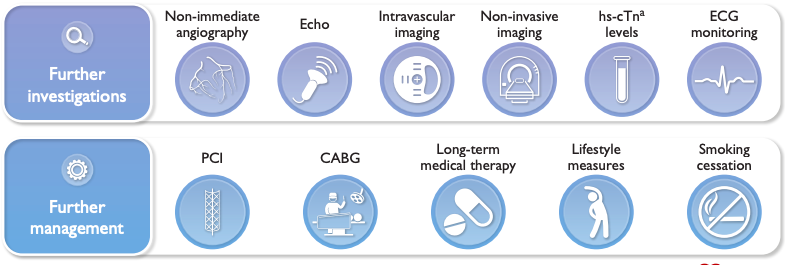 Further
investigations
Non-immediate
angiography
Echo
Intravascular
imaging
Non-invasive
imaging
hs-cTnᵃ
levels
ECG
monitoring
Further
management
PCI
CABG
Long-term
medical therapy
Lifestyle
measures
Smoking
cessation